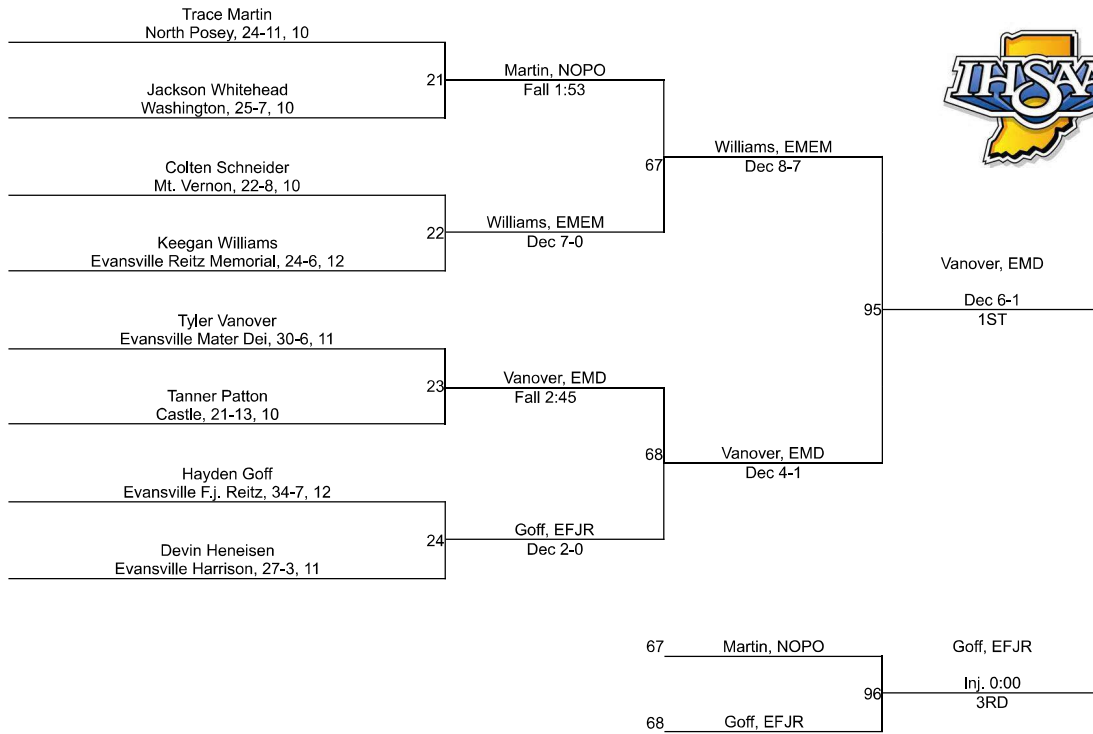 Trace Martin
North Posey, 24-11, 10
Jackson Whitehead
Washington, 25-7, 10
21
Martin, NOPO
Fall 1:53
Colten Schneider
Mt. Vernon, 22-8, 10
Keegan Williams
Evansville Reitz Memorial, 24-6, 12
22
Williams, EMEM
Dec 7-0
67
Williams, EMEM
Dec 8-7
Tyler Vanover
Evansville Mater Dei, 30-6, 11
Tanner Patton
Castle, 21-13, 10
23
Vanover, EMD
Fall 2:45
Hayden Goff
Evansville F.j. Reitz, 34-7, 12
Devin Heneisen
Evansville Harrison, 27-3, 11
24
Goff, EFJR
Dec 2-0
68
Vanover, EMD
Dec 4-1
95
Vanover, EMD
Dec 6-1
1ST
IHSAA
67
Martin, NOPO
68
Goff, EFJR
96
Goff, EFJR
Inj. 0:00
3RD